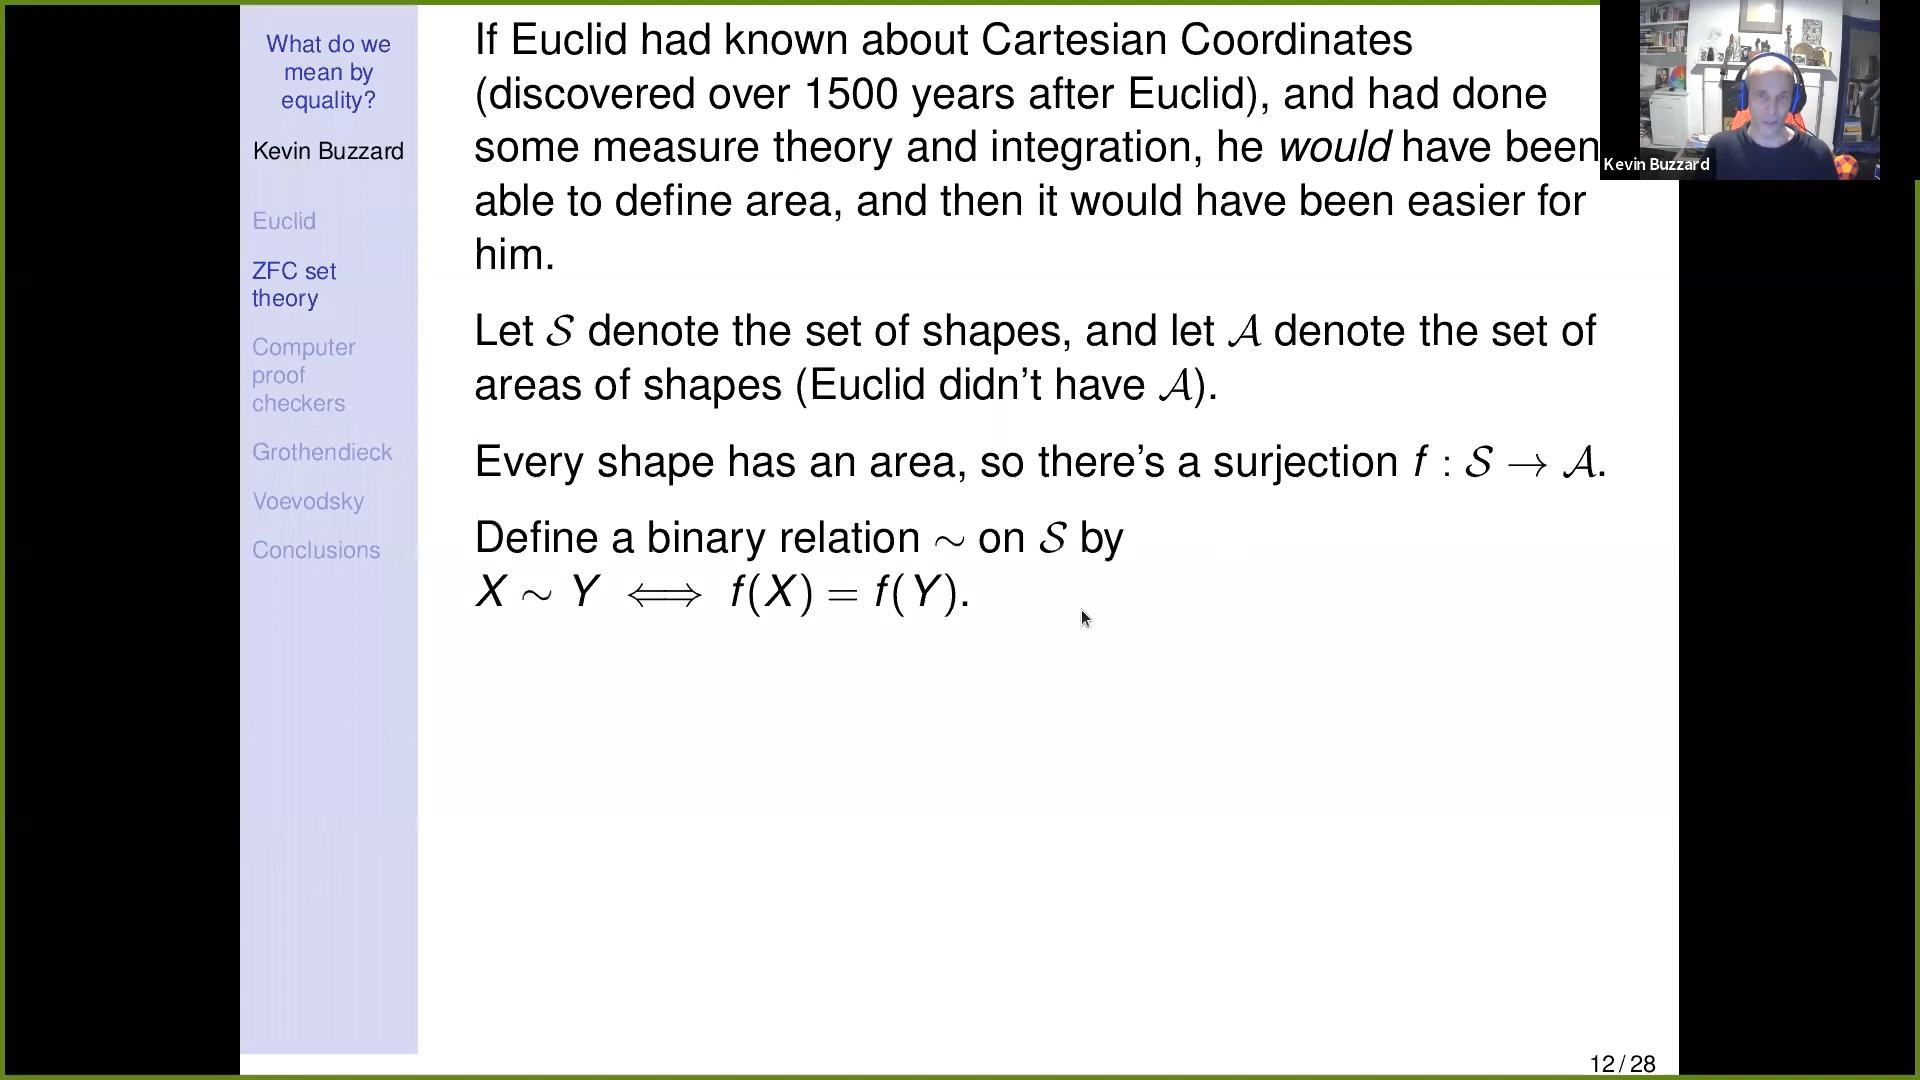 What do we
mean by
equality?
Kevin Buzzard
Euclid
ZFC set
theory
Computer
proof
checkers
Grothendieck
Voevodsky
Conclusions
If Euclid had known about Cartesian Coordinates
(discovered over 1500 years after Euclid), and had done
some measure theory and integration, he would have been
able to define area, and then it would have been easier for
him.
Let 𝒮 denote the set of shapes, and let 𝒜 denote the set of
areas of shapes (Euclid didn't have 𝒜).
Every shape has an area, so there's a surjection f : 𝒮 → 𝒜.
Define a binary relation ∼ on 𝒮 by
X ∼ Y ⟺ f(X) = f(Y).
12 / 28
Kevin Buzzard